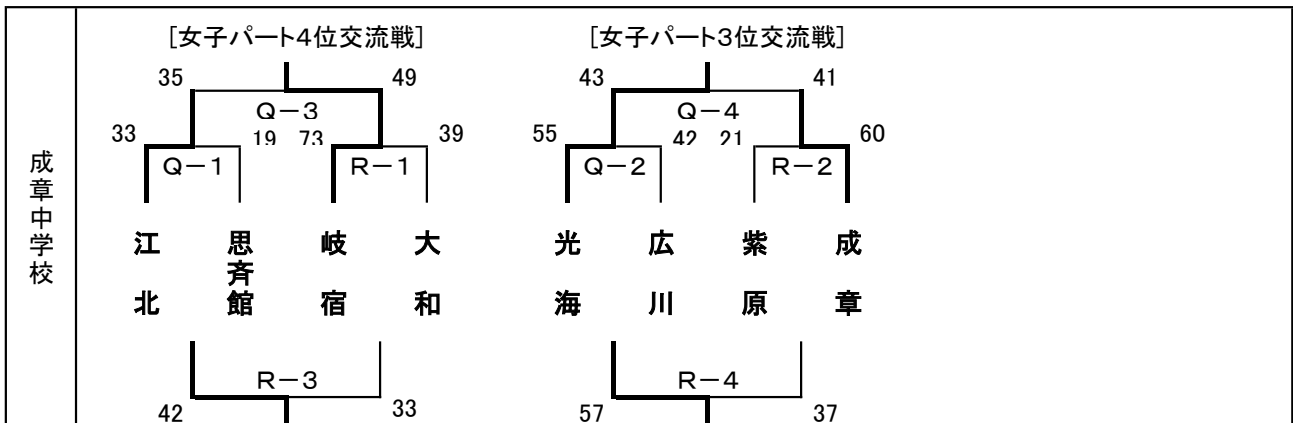 成章中学校
[女子パート4位交流戦]
35 49
Q-3
33 19 73 39
Q-1 R-1
江北 思斉館 岐宿 大和
R-3
42 33
[女子パート3位交流戦]
43 41
Q-4
55 42 21 60
Q-2 R-2
光海 広川 紫原 成章
R-4
57 37